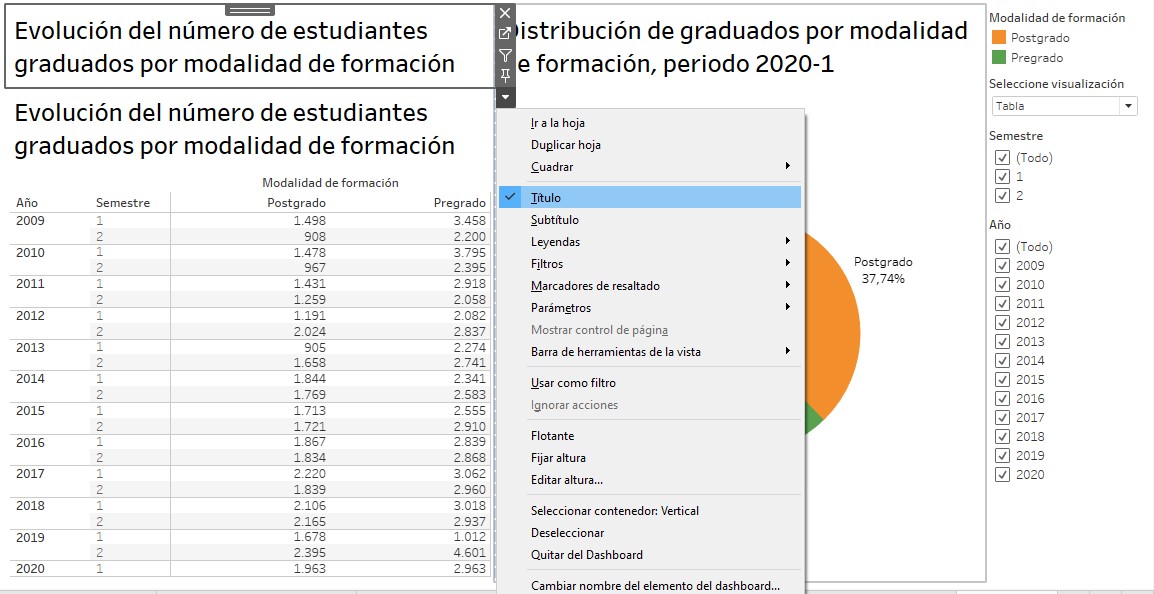 Evolución del número de estudiantes
graduados por modalidad de formación
Evolución del número de estudiantes
graduados por modalidad de formación
Modalidad de formación
Año Semestre Postgrado Pregrado
2009 1 1.498 3.458
2 908 2.200
2010 1 1.478 3.795
2 967 2.395
2011 1 1.431 2.918
2 1.259 2.058
2012 1 1.191 2.082
2 2.024 2.837
2013 1 905 2.274
2 1.658 2.741
2014 1 1.844 2.341
2 1.769 2.583
2015 1 1.713 2.555
2 1.721 2.910
2016 1 1.867 2.839
2 1.834 2.868
2017 1 2.220 3.062
2 1.839 2.960
2018 1 2.106 3.018
2 2.165 2.937
2019 1 1.678 1.012
2 2.395 4.601
2020 1 1.963 2.963
istribución de graduados por modalidad
e formación, periodo 2020-1
Ir a la hoja
Duplicar hoja
Cuadrar
Título
Subtítulo
Leyendas
Filtros
Marcadores de resaltado
Parámetros
Mostrar control de página
Barra de herramientas de la vista
Usar como filtro
Ignorar acciones
Flotante
Fijar altura
Editar altura...
Seleccionar contenedor: Vertical
Deseleccionar
Quitar del Dashboard
Cambiar nombre del elemento del dashboard...
Postgrado
37,74%
Modalidad de formación
Postgrado
Pregrado
Seleccione visualización
Tabla
Semestre
(Todo)
1
2
Año
(Todo)
2009
2010
2011
2012
2013
2014
2015
2016
2017
2018
2019
2020